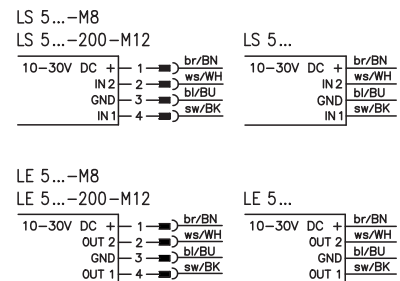 LS 5...-M8
LS 5...-200-M12
10-30V DC + 1 br/BN
IN 2 2 ws/WH
GND 3 bl/BU
IN 1 4 sw/BK
LS 5...
10-30V DC + br/BN
IN 2 ws/WH
GND bl/BU
IN 1 sw/BK
LE 5...-M8
LE 5...-200-M12
10-30V DC + 1 br/BN
OUT 2 2 ws/WH
GND 3 bl/BU
OUT 1 4 sw/BK
LE 5...
10-30V DC + br/BN
OUT 2 ws/WH
GND bl/BU
OUT 1 sw/BK